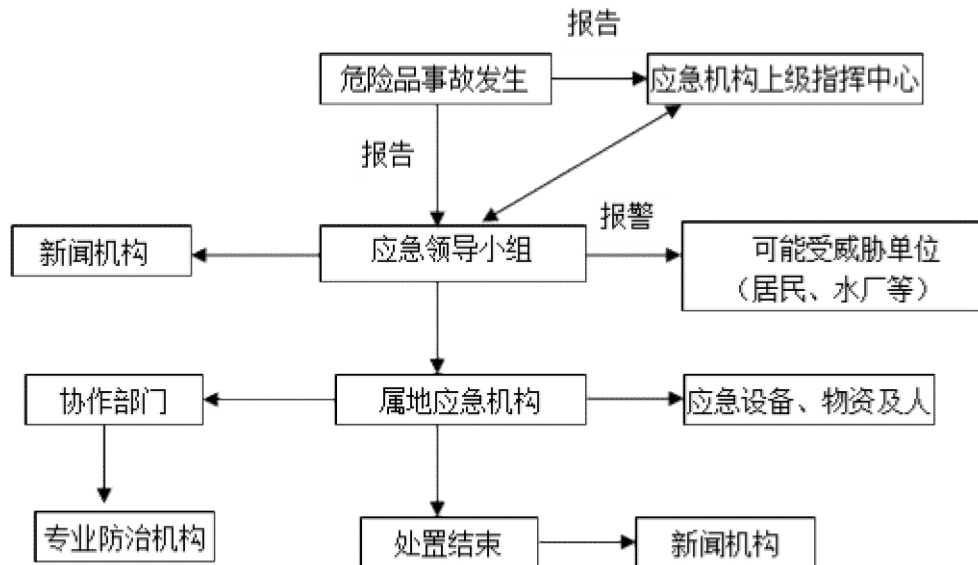 报告
危险品事故发生
应急机构上级指挥中心
报告
报警
新闻机构
应急领导小组
可能受威胁单位
（居民、水厂等）
协作部门
属地应急机构
应急设备、物资及人
专业防治机构
处置结束
新闻机构